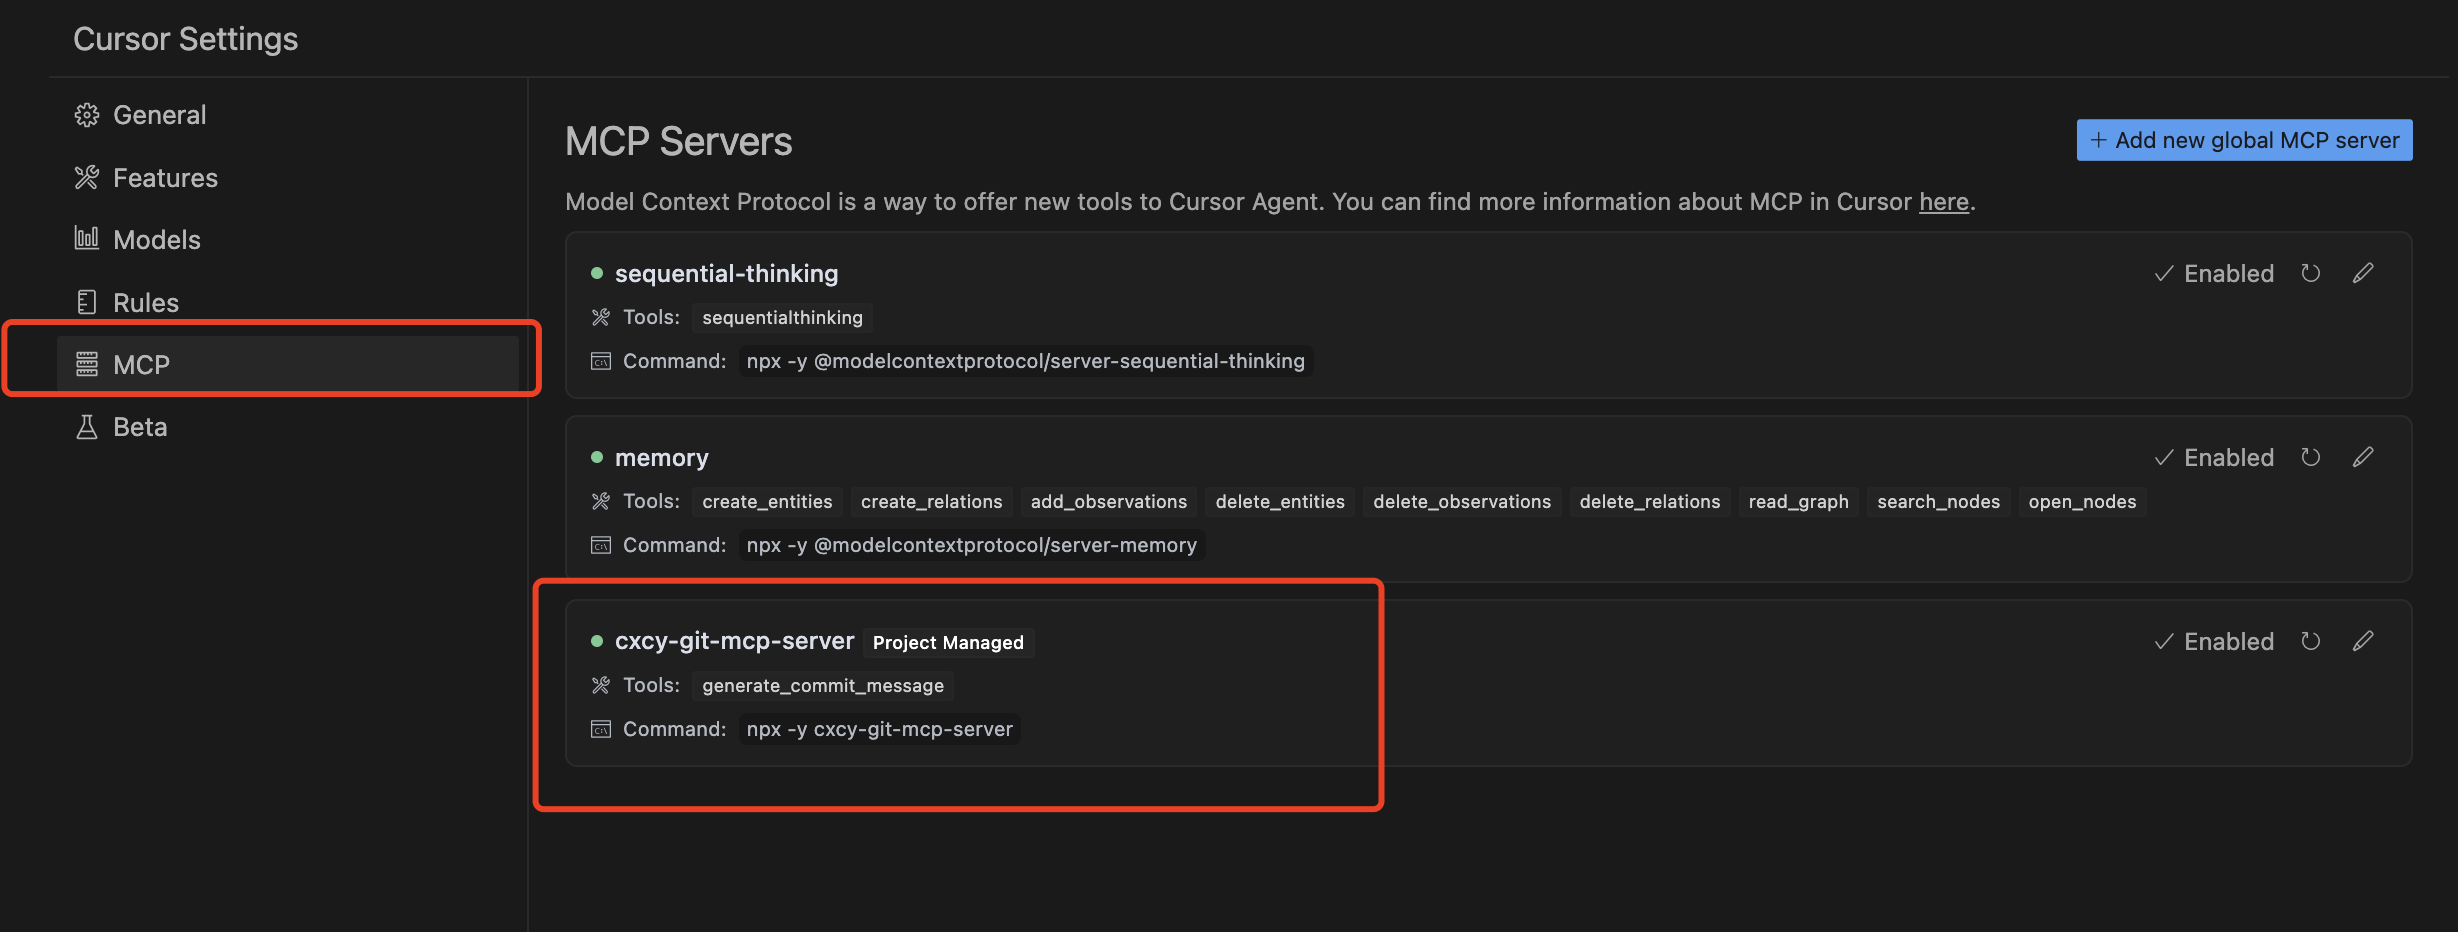 Cursor Settings
General
Features
Models
Rules
MCP
Beta
MCP Servers
+ Add new global MCP server
Model Context Protocol is a way to offer new tools to Cursor Agent. You can find more information about MCP in Cursor here.
sequential-thinking
Enabled
Tools: sequentialthinking
Command: npx -y @modelcontextprotocol/server-sequential-thinking
memory
Enabled
Tools: create_entities create_relations add_observations delete_entities delete_observations delete_relations read_graph search_nodes open_nodes
Command: npx -y @modelcontextprotocol/server-memory
cxcy-git-mcp-server Project Managed
Enabled
Tools: generate_commit_message
Command: npx -y cxcy-git-mcp-server